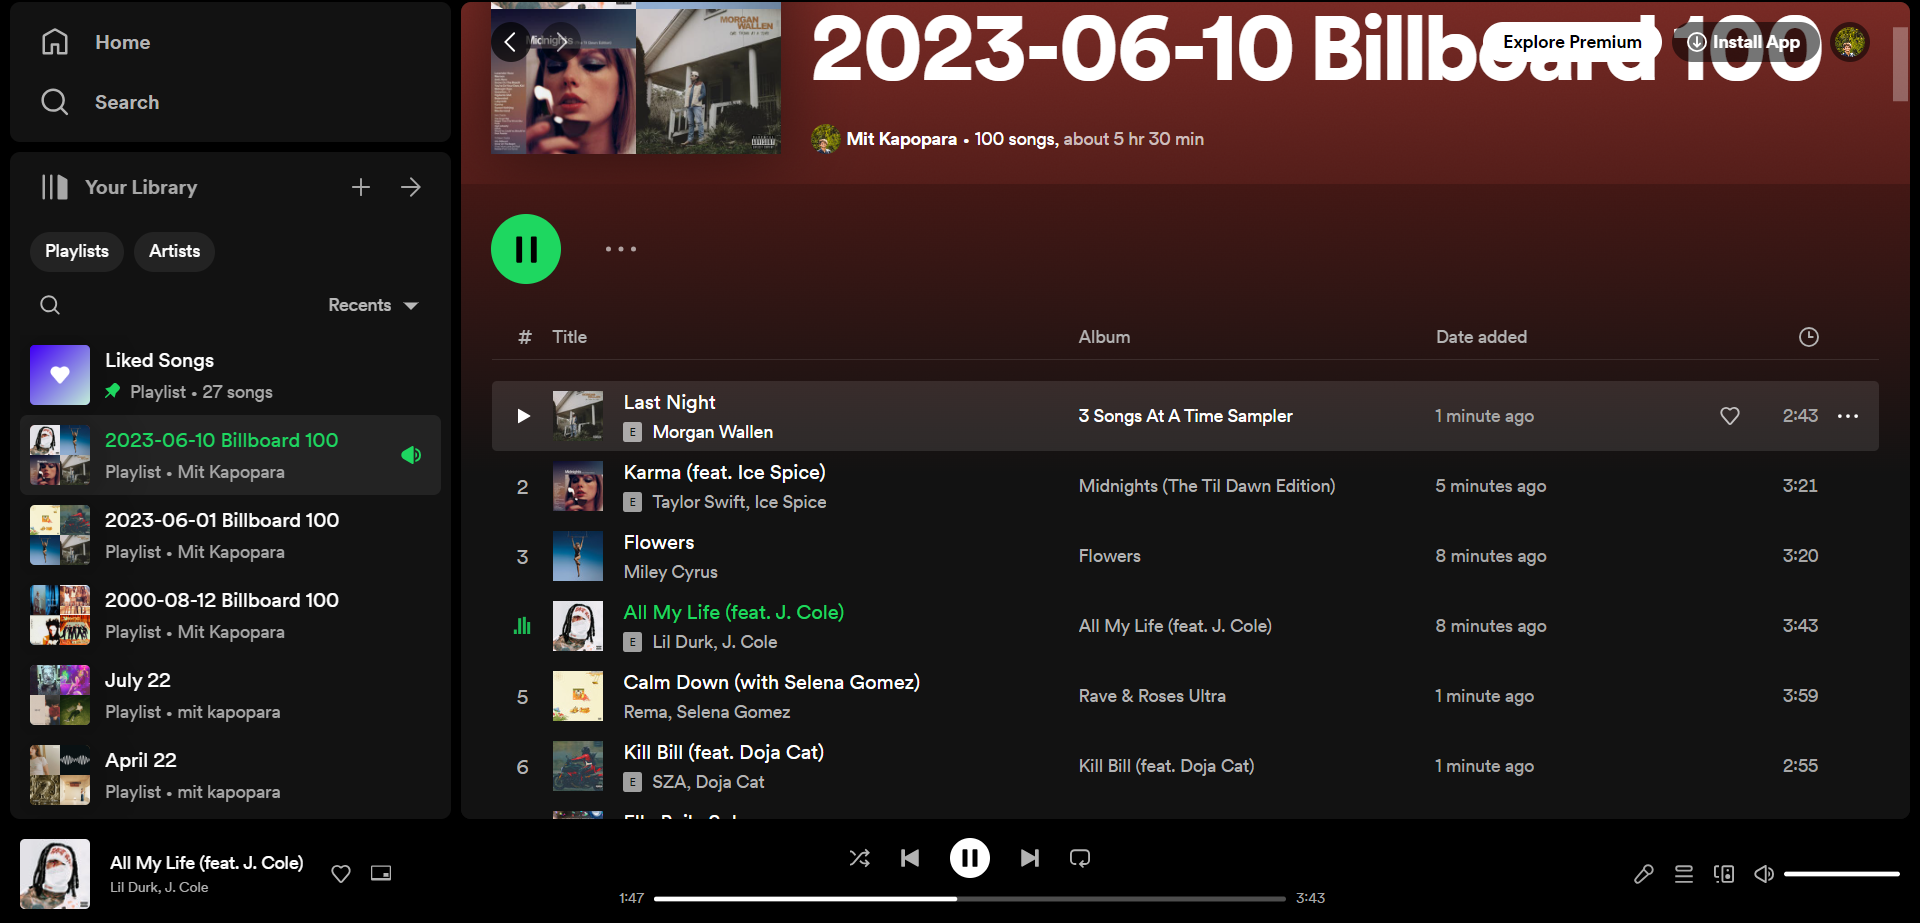 Home
Search
Your Library
Playlists
Artists
Recents
Liked Songs
Playlist • 27 songs
2023-06-10 Billboard 100
Playlist • Mit Kapopara
2023-06-01 Billboard 100
Playlist • Mit Kapopara
2000-08-12 Billboard 100
Playlist • Mit Kapopara
July 22
Playlist • mit kapopara
April 22
Playlist • mit kapopara
Midnights
MORGAN
WALLEN
2023-06-10 Billboard 100
Explore Premium
Install App
Mit Kapopara • 100 songs, about 5 hr 30 min
# Title Album Date added
Last Night
E Morgan Wallen
3 Songs At A Time Sampler
1 minute ago
2:43
2
Karma (feat. Ice Spice)
E Taylor Swift, Ice Spice
Midnights (The Til Dawn Edition)
5 minutes ago
3:21
3
Flowers
Miley Cyrus
Flowers
8 minutes ago
3:20
All My Life (feat. J. Cole)
E Lil Durk, J. Cole
All My Life (feat. J. Cole)
8 minutes ago
3:43
5
Calm Down (with Selena Gomez)
Rema, Selena Gomez
Rave & Roses Ultra
1 minute ago
3:59
6
Kill Bill (feat. Doja Cat)
E SZA, Doja Cat
Kill Bill (feat. Doja Cat)
1 minute ago
2:55
All My Life (feat. J. Cole)
Lil Durk, J. Cole
1:47
3:43